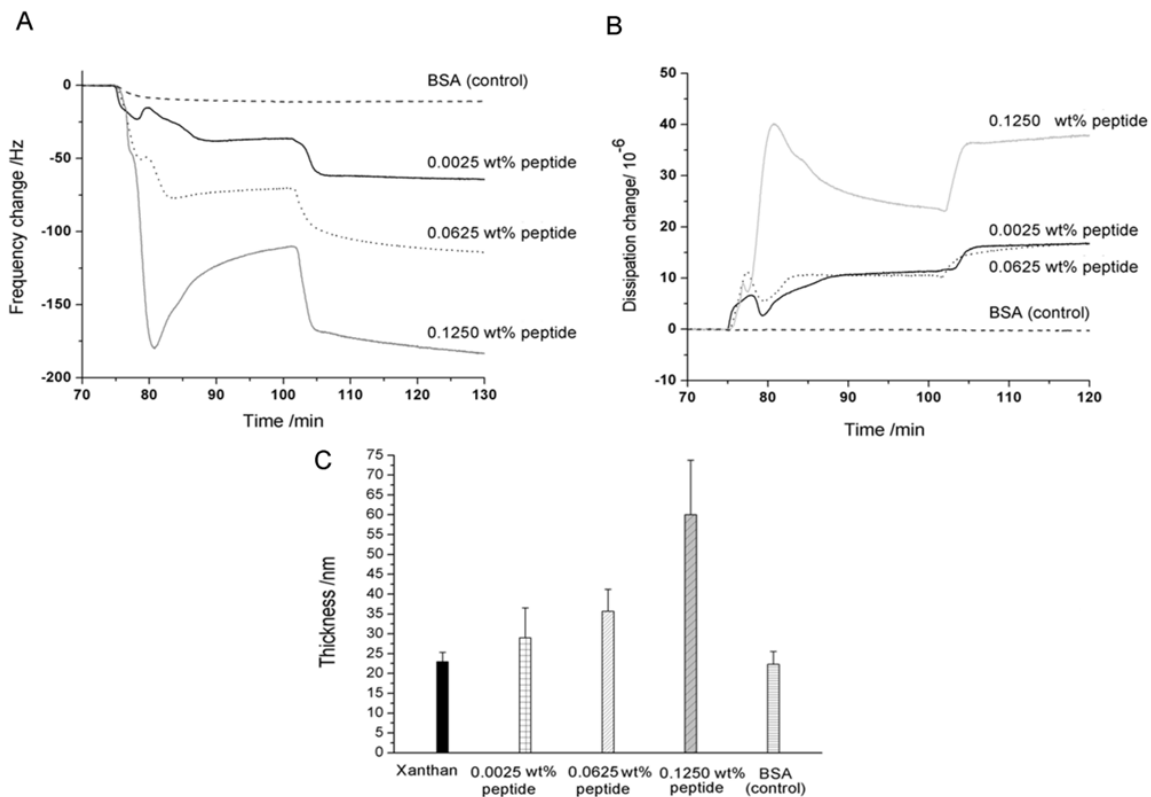 A
0
-50
-100
-150
-200
Frequency change /Hz
BSA (control)
0.0025 wt% peptide
0.0625 wt% peptide
0.1250 wt% peptide
70 80 90 100 110 120 130
Time /min
B
50
40
30
20
10
0
-10
Dissipation change/ 10-6
0.1250 wt% peptide
0.0025 wt% peptide
0.0625 wt% peptide
BSA (control)
70 80 90 100 110 120
Time /min
C
75
70
65
60
55
50
45
40
35
30
25
20
15
10
5
0
Thickness /nm
Xanthan
0.0025 wt%
peptide
0.0625 wt%
peptide
0.1250 wt%
peptide
BSA
(control)